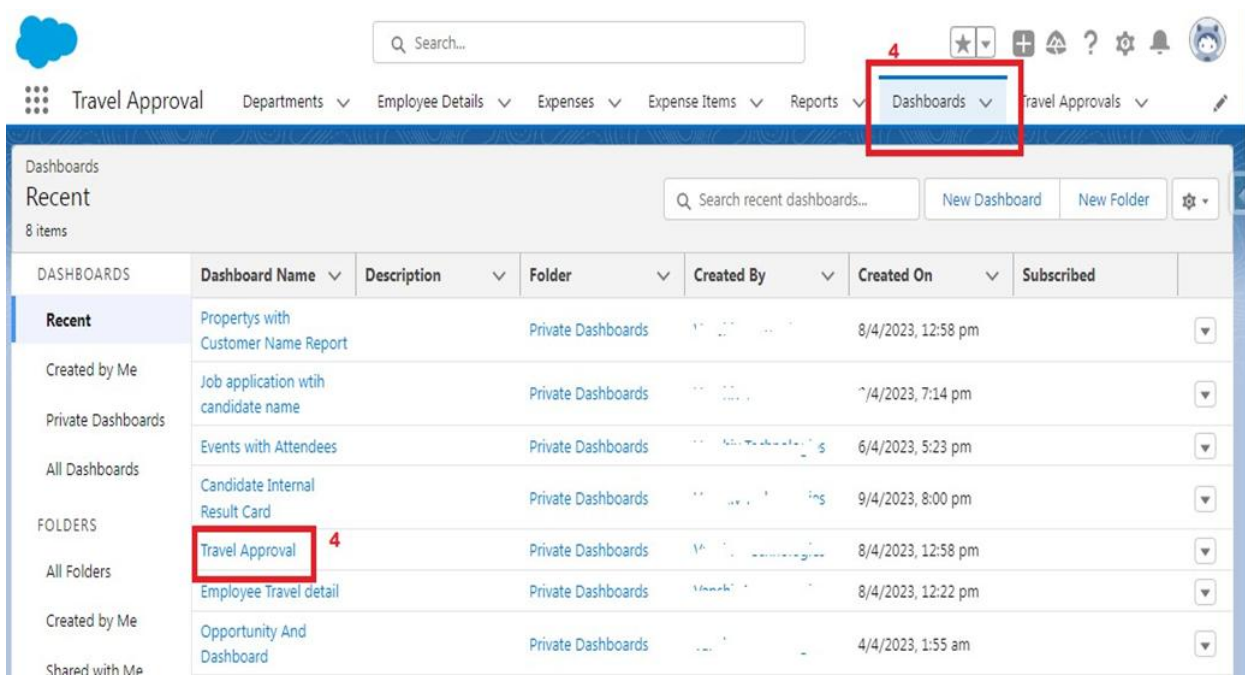 Search...
4
Travel Approval Departments Employee Details Expenses Expense Items Reports Dashboards Travel Approvals
Dashboards
Recent
8 items
Search recent dashboards... New Dashboard New Folder
DASHBOARDS Dashboard Name Description Folder Created By Created On Subscribed
Recent
Propertys with
Customer Name Report
Private Dashboards 8/4/2023, 12:58 pm
Created by Me
Job application wtih
candidate name
Private Dashboards /4/2023, 7:14 pm
Private Dashboards
Events with Attendees Private Dashboards 6/4/2023, 5:23 pm
All Dashboards
Candidate Internal
Result Card
Private Dashboards 9/4/2023, 8:00 pm
FOLDERS
Travel Approval 4 Private Dashboards 8/4/2023, 12:58 pm
All Folders
Employee Travel detail Private Dashboards 8/4/2023, 12:22 pm
Created by Me
Opportunity And
Dashboard
Private Dashboards 4/4/2023, 1:55 am
Shared with Me